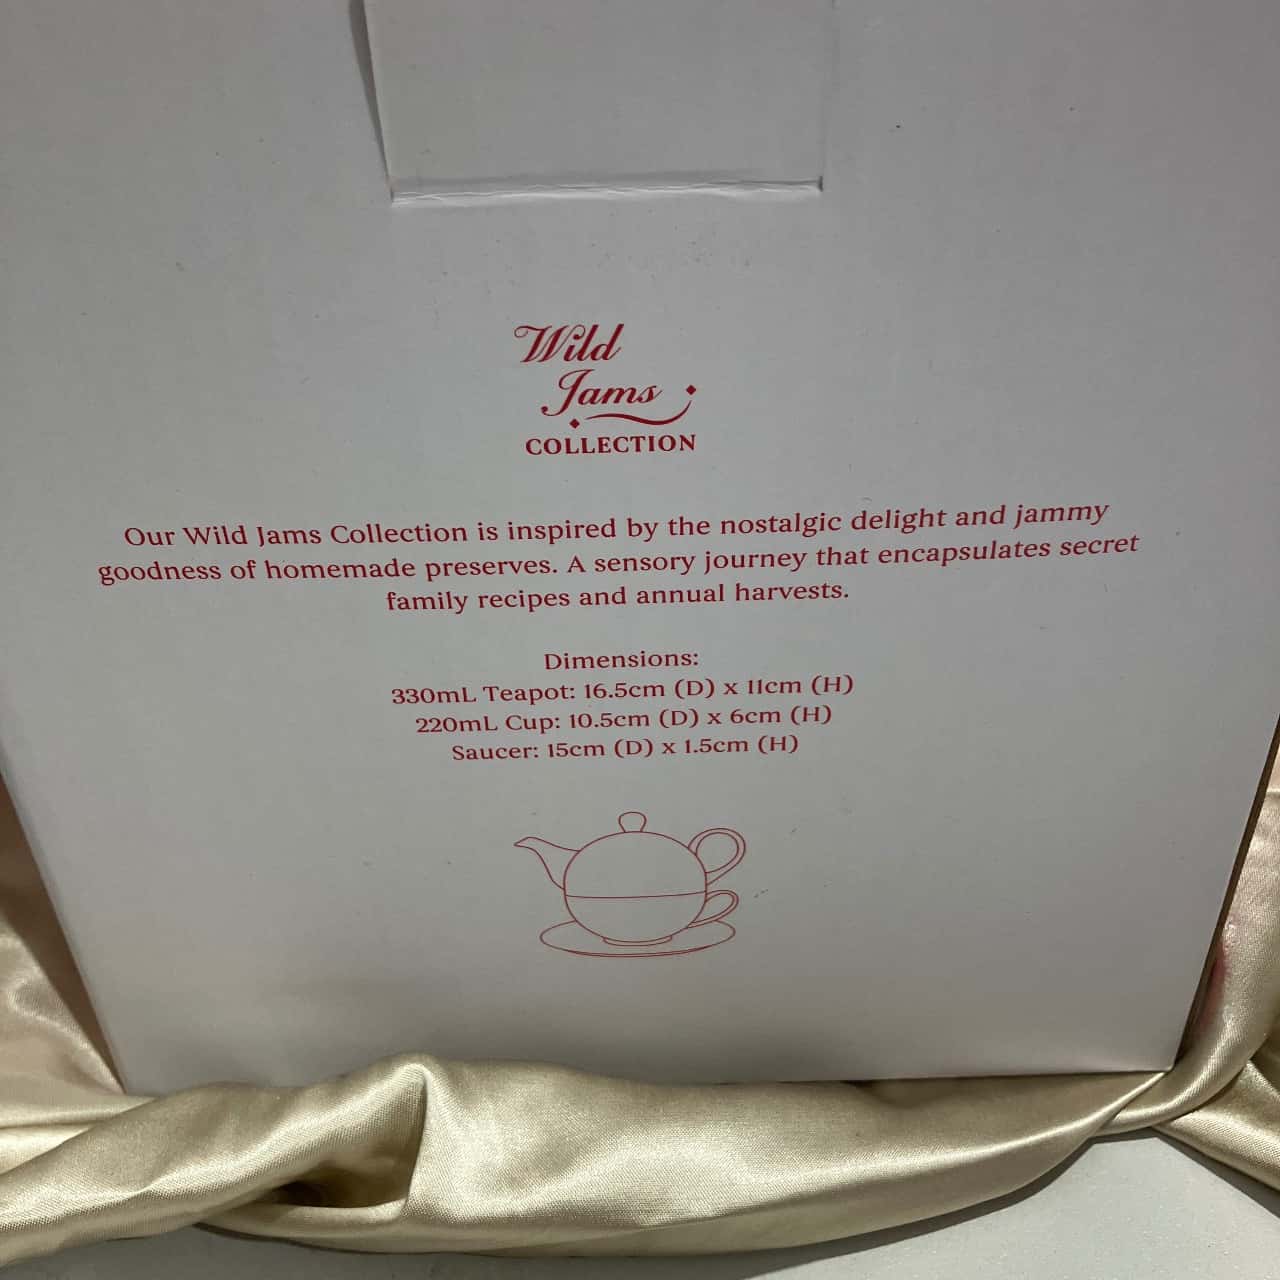 Wild
Jams
COLLECTION
Our Wild Jams Collection is inspired by the nostalgic delight and jammy
goodness of homemade preserves. A sensory journey that encapsulates secret
family recipes and annual harvests.
Dimensions:
330mL Teapot: 16.5cm (D) x 11cm (H)
220mL Cup: 10.5cm (D) x 6cm (H)
Saucer: 15cm (D) x 1.5cm (H)